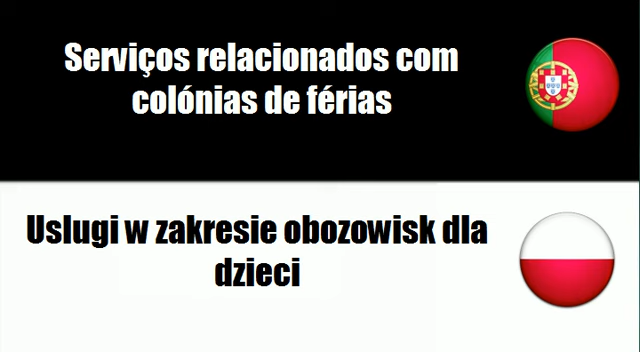 Serviços relacionados com
colónias de férias
Uslugi w zakresie obozowisk dla
dzieci